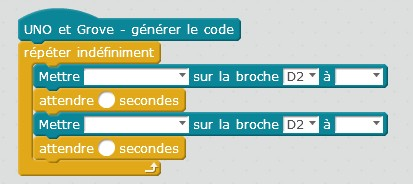 UNO et Grove - générer le code
répéter indéfiniment
Mettre sur la broche D2 à
attendre secondes
Mettre sur la broche D2 à
attendre secondes